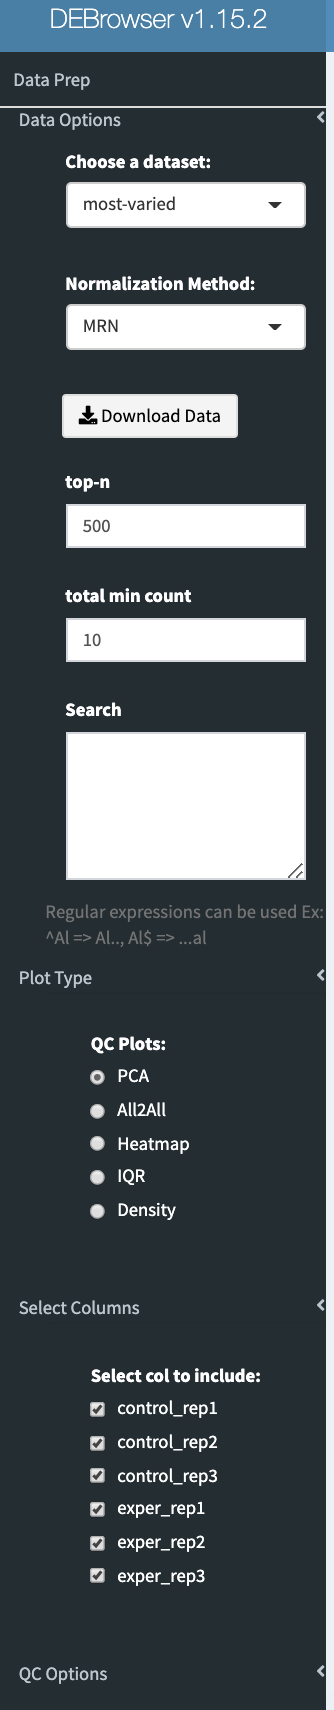 DEBrowser v1.15.2
Data Prep
Data Options
Choose a dataset:
most-varied
Normalization Method:
MRN
Download Data
top-n
500
total min count
10
Search
Regular expressions can be used Ex:
^Al => Al.., Al$ => ...al
Plot Type
QC Plots:
PCA
All2All
Heatmap
IQR
Density
Select Columns
Select col to include:
control_rep1
control_rep2
control_rep3
exper_rep1
exper_rep2
exper_rep3
QC Options